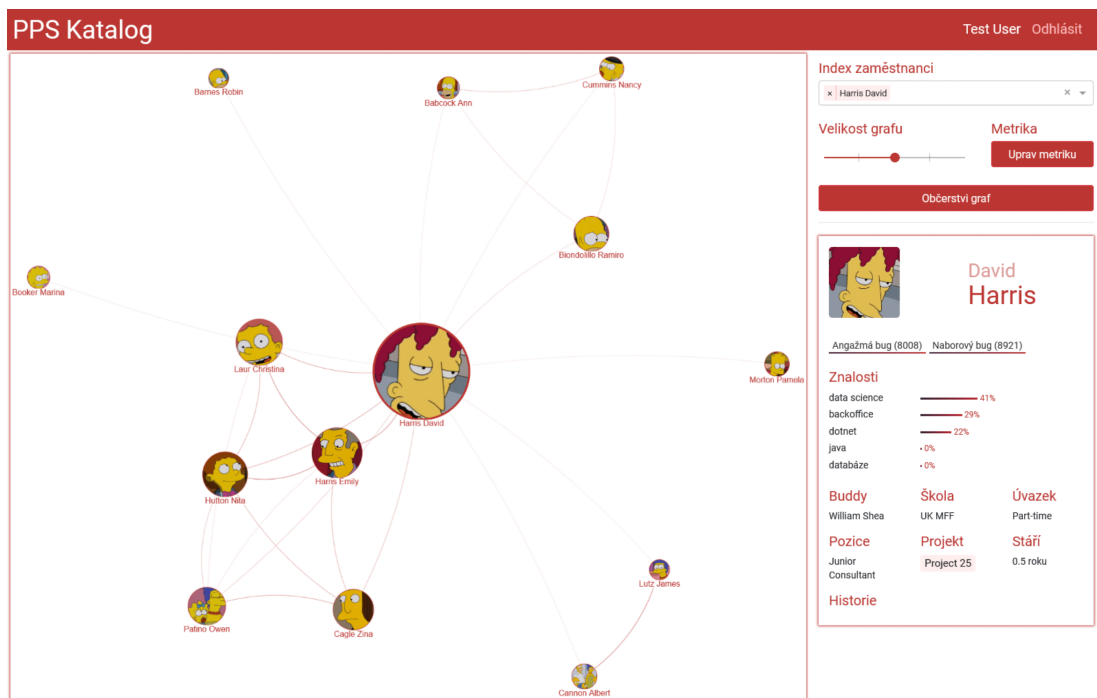 PPS Katalog
Test User Odhlásit
Barnes Robin
Babcock Ann
Cummins Nancy
Biondolillo Ramiro
Booker Marina
Laur Christina
Harris David
Morton Pamela
Harris Emily
Hutton Nita
Lutz James
Patino Owen
Cagle Zina
Cannon Albert
Index zaměstnanci
× Harris David ×
Velikost grafu Metrika
Uprav metriku
Občerstvi graf
David
Harris
Angažmá bug (8008) Naborový bug (8921)
Znalosti
data science 41%
backoffice 29%
dotnet 22%
java 0%
databáze 0%
Buddy Škola Úvazek
William Shea UK MFF Part-time
Pozice Projekt Stáří
Junior Project 25 0.5 roku
Consultant
Historie